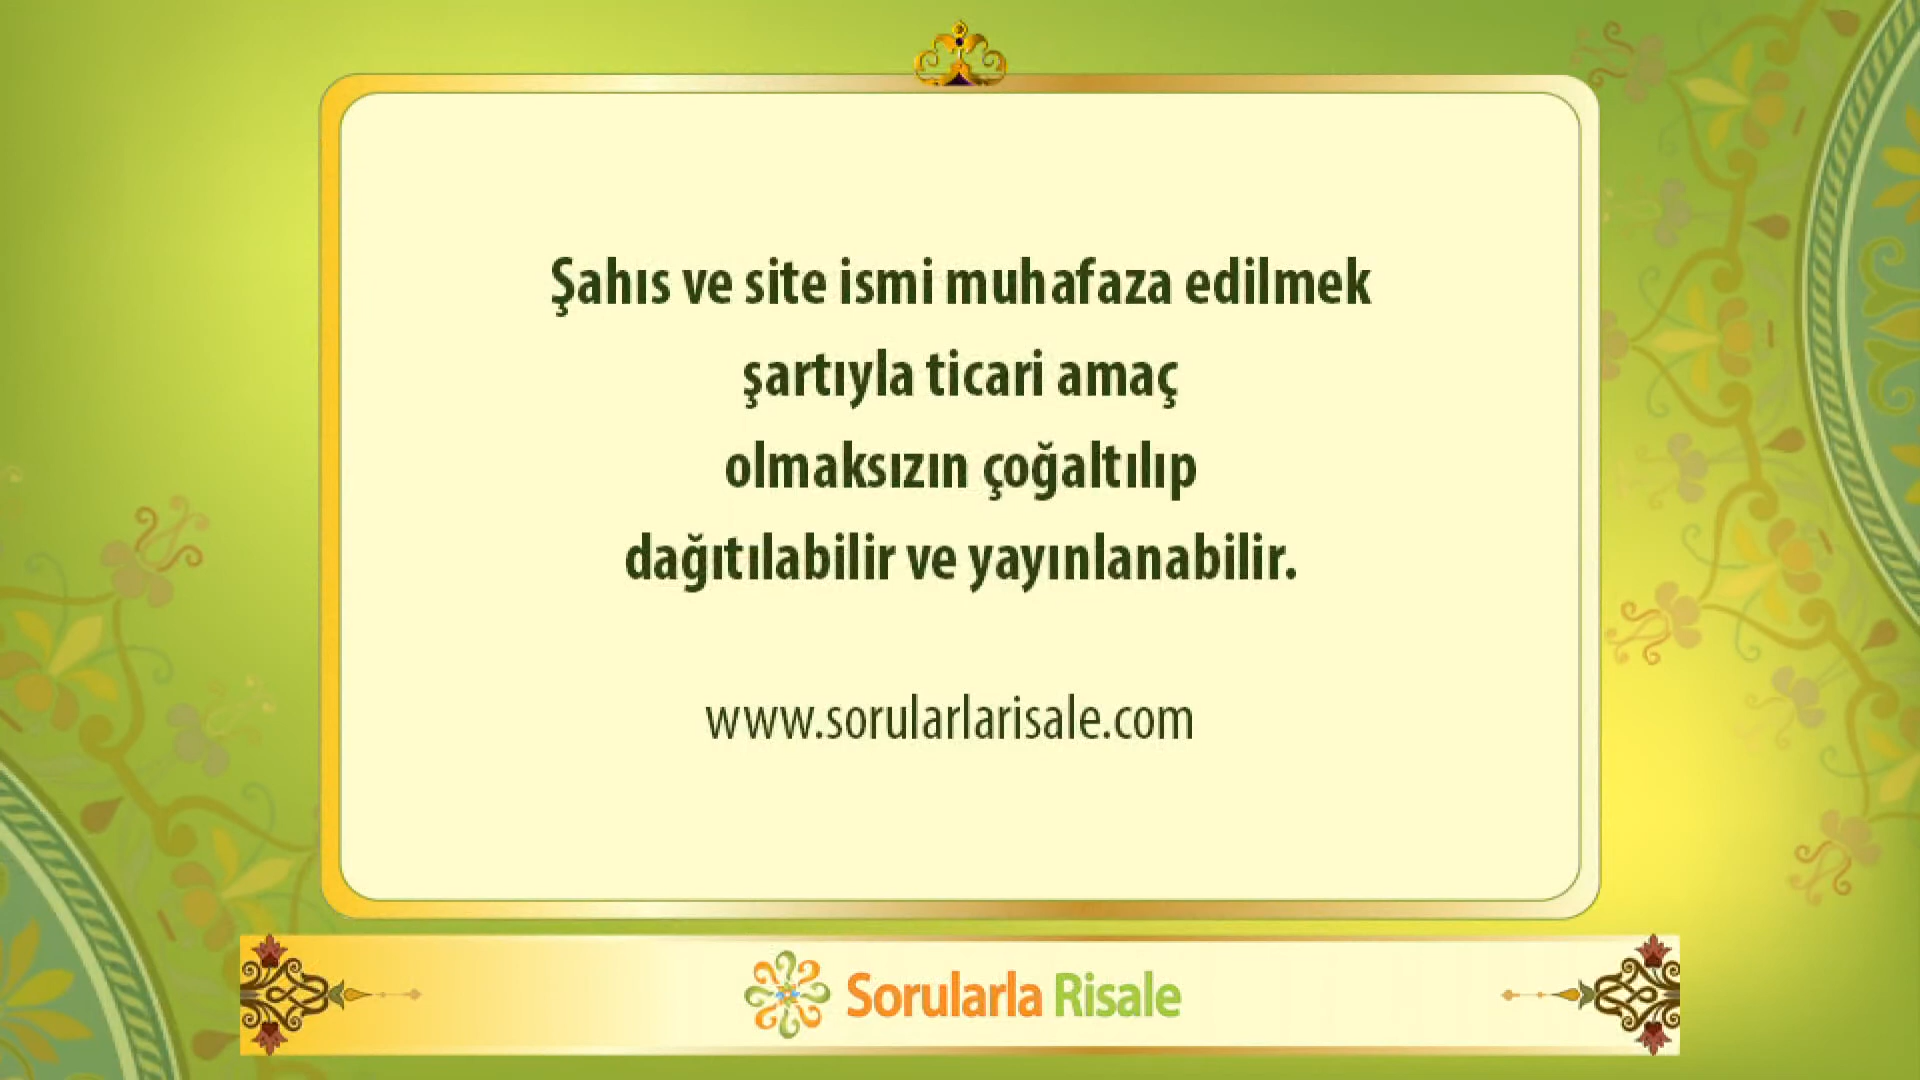 Şahıs ve site ismi muhafaza edilmek
şartıyla ticari amaç
olmaksızın çoğaltılıp
dağıtılabilir ve yayınlanabilir.
www.sorularlarisale.com
Sorularla Risale